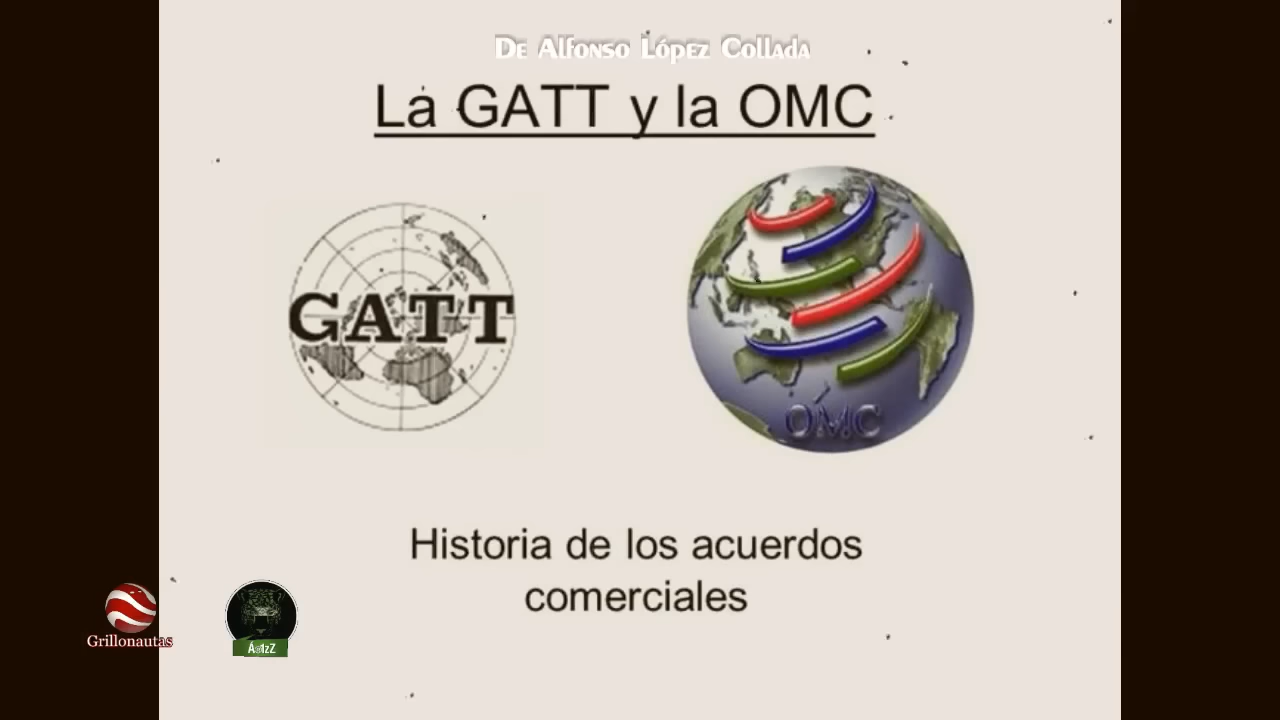 De Alfonso López Collada
La GATT y la OMC
GATT
OMC
Historia de los acuerdos
comerciales
Grillonautas